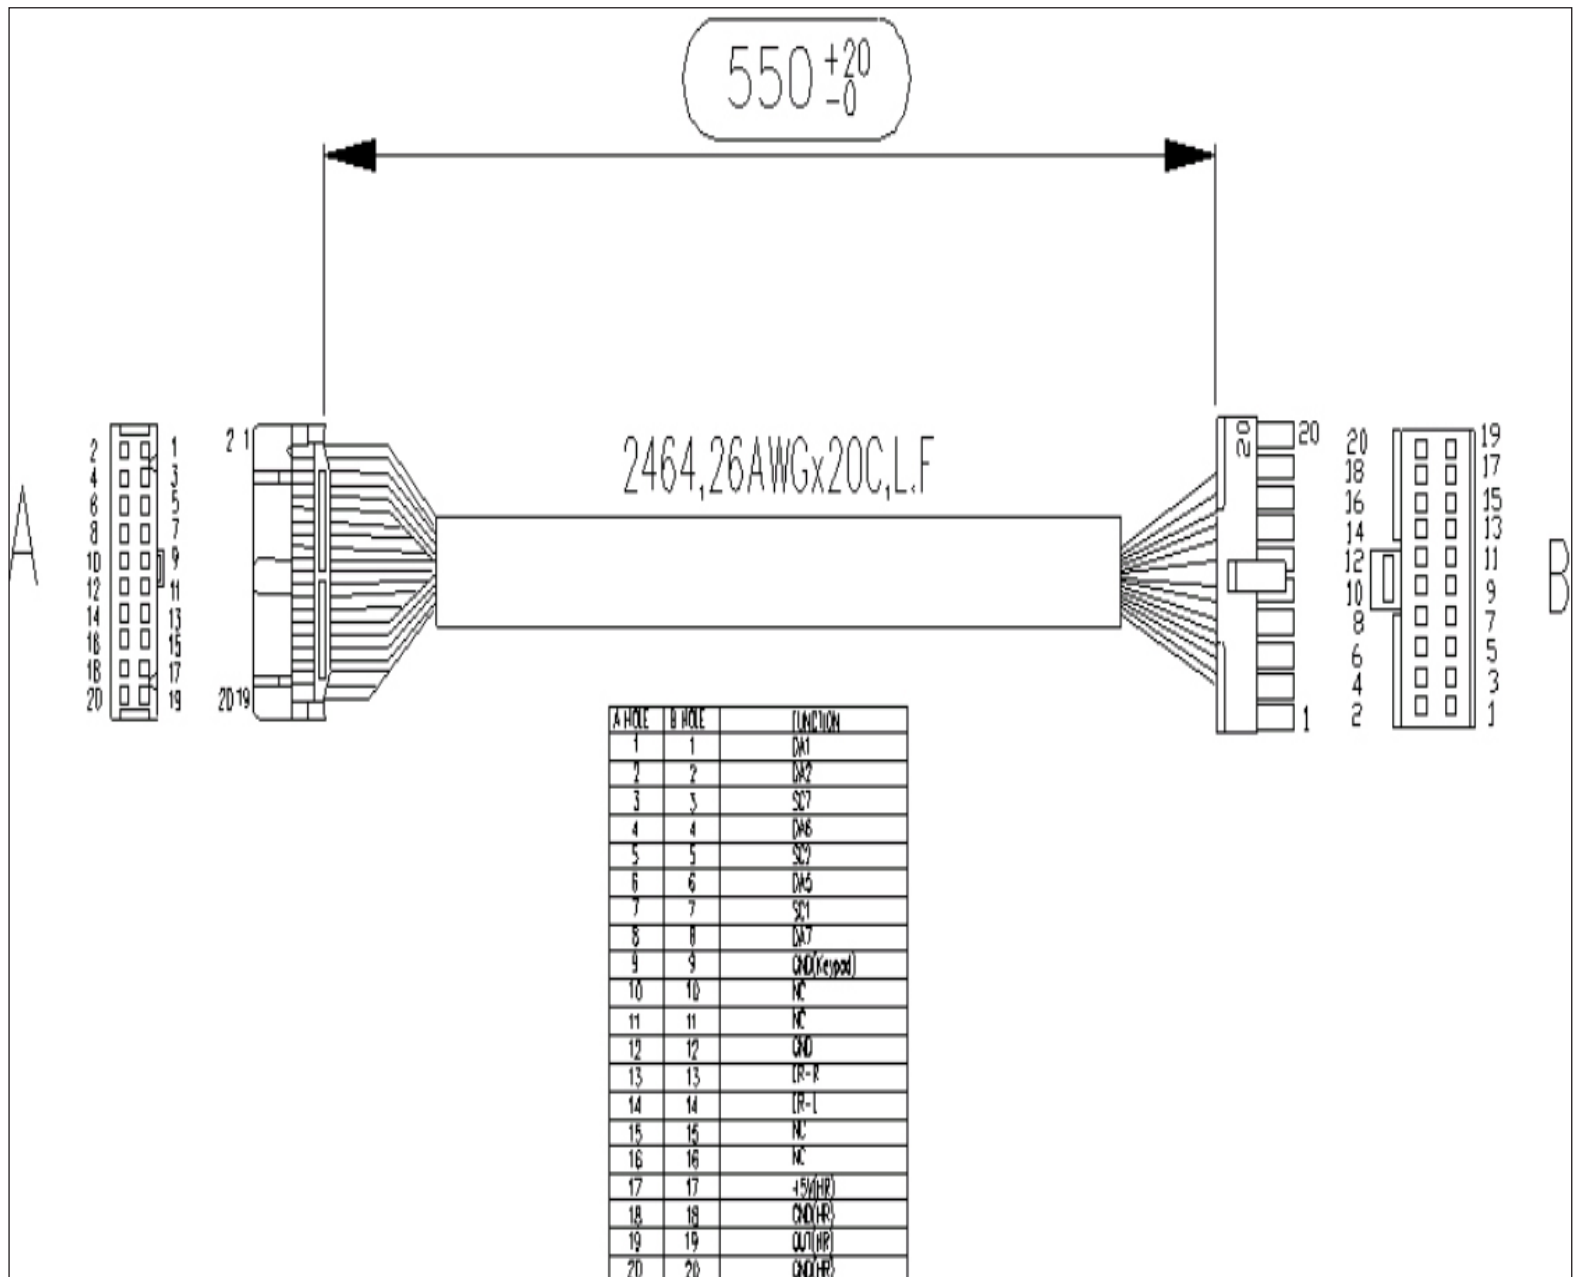 550 +20 -0
2464,26AWGx20C,L.F
A
2 1
4 3
6 5
8 7
10 9
12 11
14 13
16 15
18 17
20 19
2 1
20 19
20
20
1
20 19
18 17
16 15
14 13
12 11
10 9
8 7
6 5
4 3
2 1
B
A HOLE B HOLE FUNCTION
1 1 DA1
2 2 DA2
3 3 SC7
4 4 DA6
5 5
6 6 DA5
7 7 SC1
8 8 DA7
9 9 GND(Keypad)
10 10 NC
11 11 NC
12 12 GND
13 13
14 14
15 15 NC
16 16 NC
17 17 +5V(HR)
18 18 GND(HR)
19 19 OUT(HR)
20 20 GND(HR)